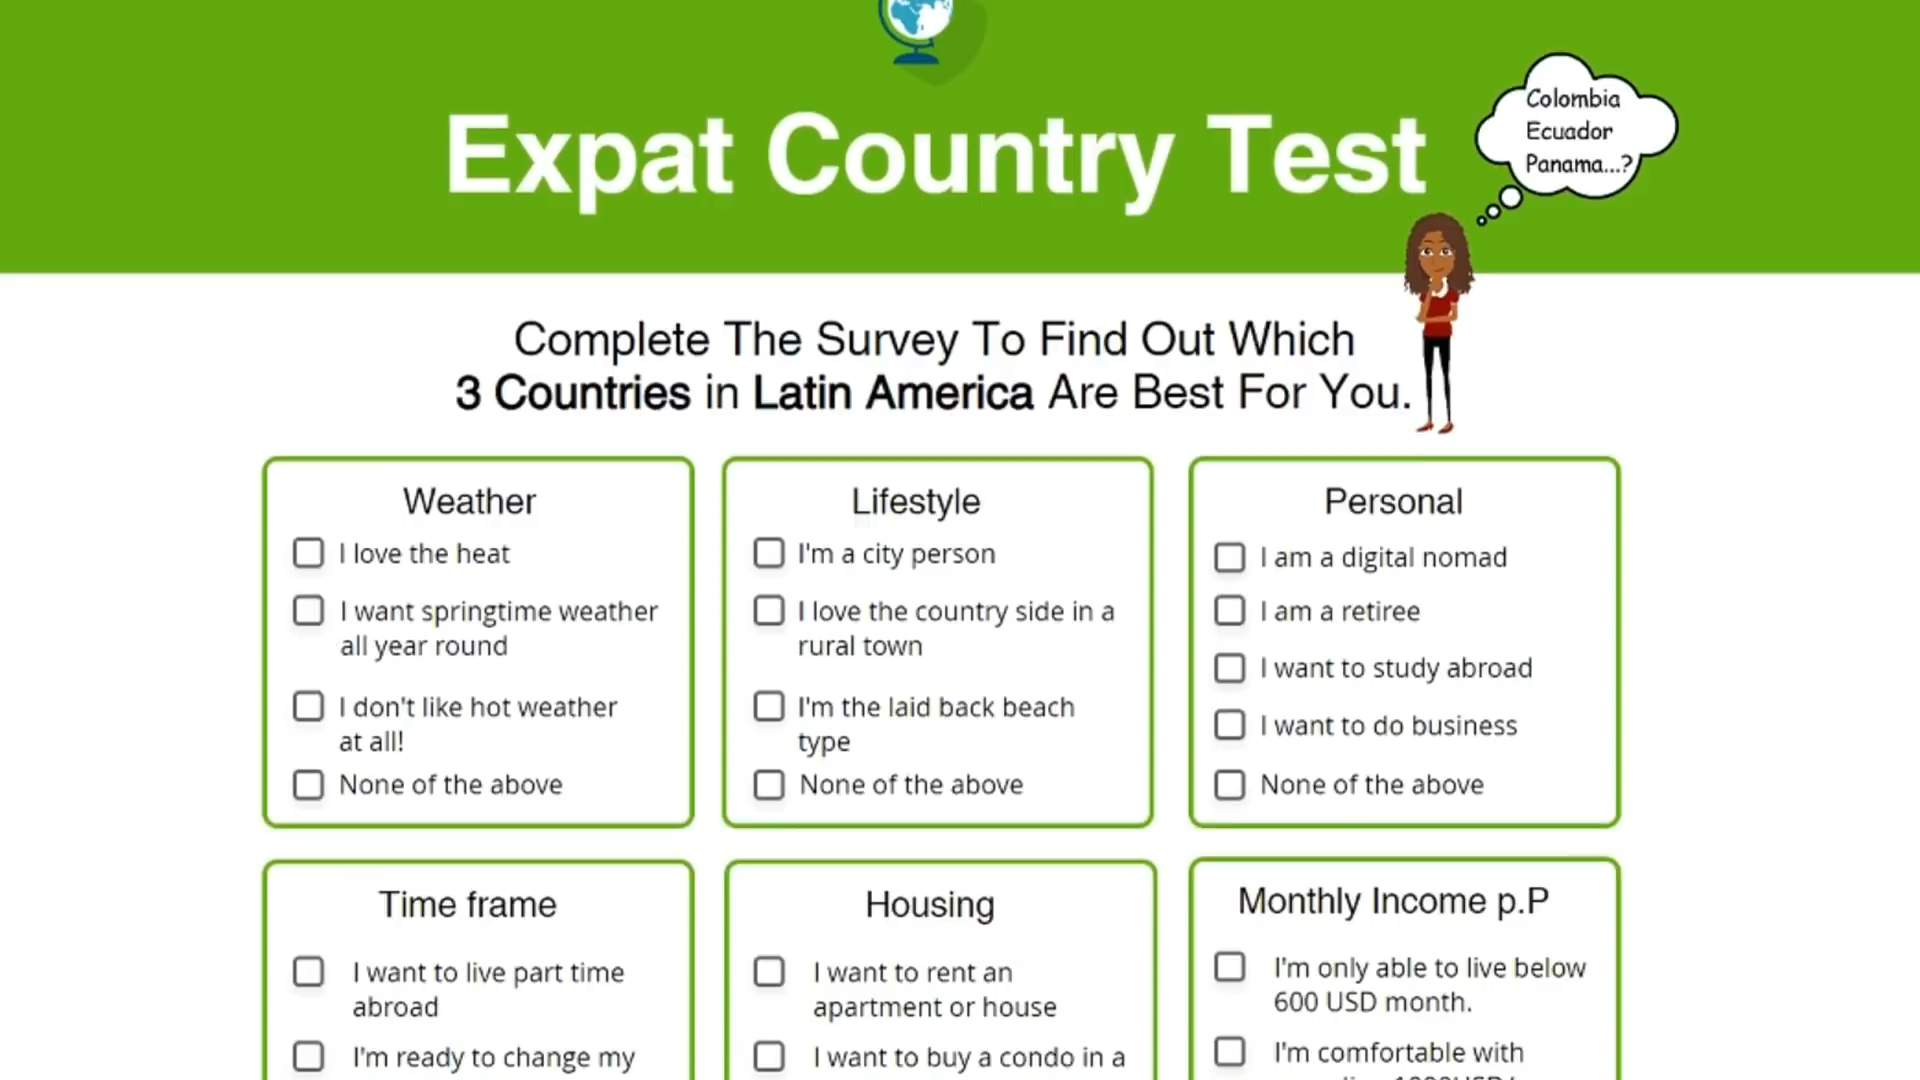 Colombia
Ecuador
Panama...?
Expat Country Test
Complete The Survey To Find Out Which
3 Countries in Latin America Are Best For You.
Weather
I love the heat
I want springtime weather
all year round
I don't like hot weather
at all!
None of the above
Lifestyle
I'm a city person
I love the country side in a
rural town
I'm the laid back beach
type
None of the above
Personal
I am a digital nomad
I am a retiree
I want to study abroad
I want to do business
None of the above
Time frame
I want to live part time
abroad
I'm ready to change my
Housing
I want to rent an
apartment or house
I want to buy a condo in a
Monthly Income p.P
I'm only able to live below
600 USD month.
I'm comfortable with